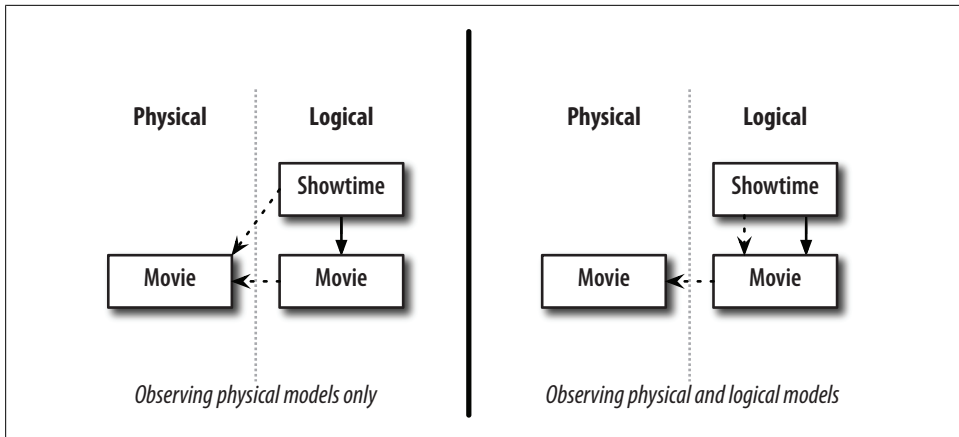 Physical
Logical
Showtime
Movie
Movie
Observing physical models only
Physical
Logical
Showtime
Movie
Movie
Observing physical and logical models